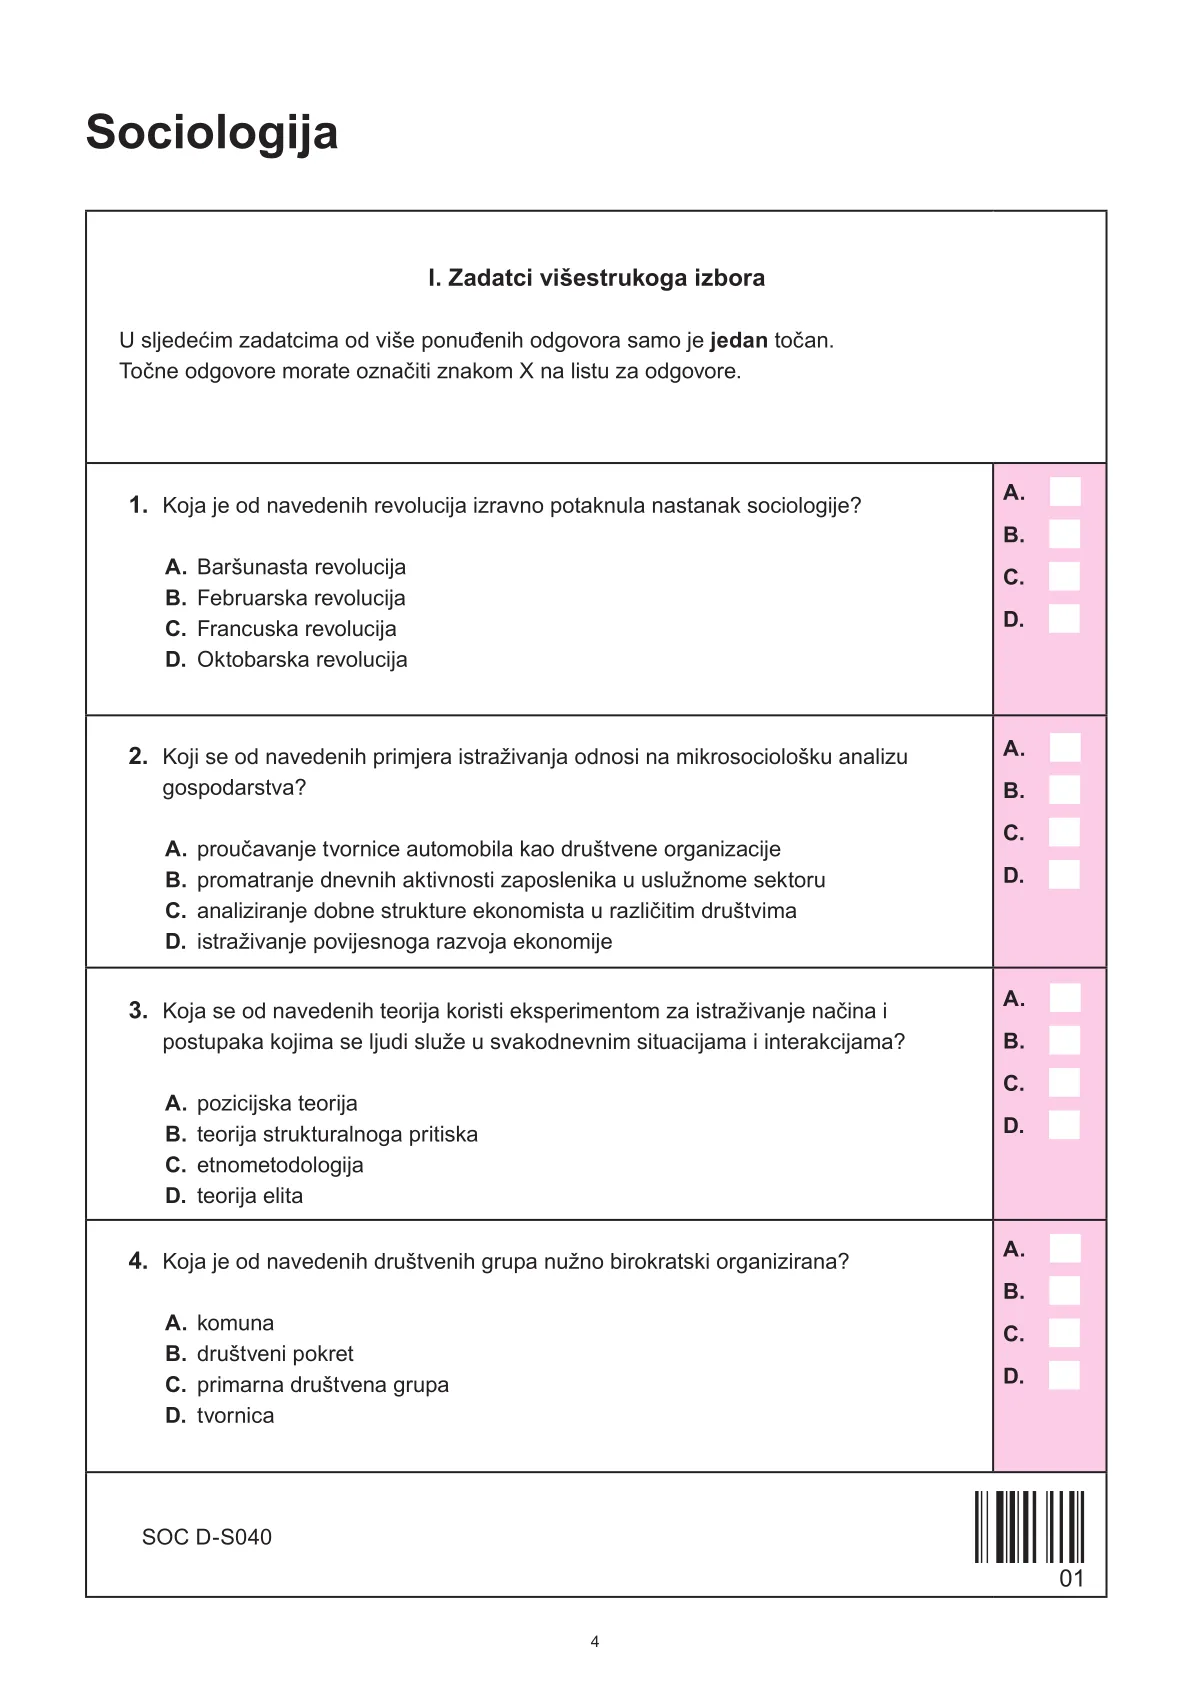 Sociologija
I. Zadatci višestrukoga izbora
U sljedećim zadatcima od više ponuđenih odgovora samo je jedan točan.
Točne odgovore morate označiti znakom X na listu za odgovore.
1. Koja je od navedenih revolucija izravno potaknula nastanak sociologije?
A. Baršunasta revolucija
B. Februarska revolucija
C. Francuska revolucija
D. Oktobarska revolucija
A.
B.
C.
D.
2. Koji se od navedenih primjera istraživanja odnosi na mikrosociološku analizu
gospodarstva?
A. proučavanje tvornice automobila kao društvene organizacije
B. promatranje dnevnih aktivnosti zaposlenika u uslužnome sektoru
C. analiziranje dobne strukture ekonomista u različitim društvima
D. istraživanje povijesnoga razvoja ekonomije
A.
B.
C.
D.
3. Koja se od navedenih teorija koristi eksperimentom za istraživanje načina i
postupaka kojima se ljudi služe u svakodnevnim situacijama i interakcijama?
A. pozicijska teorija
B. teorija strukturalnoga pritiska
C. etnometodologija
D. teorija elita
A.
B.
C.
D.
4. Koja je od navedenih društvenih grupa nužno birokratski organizirana?
A. komuna
B. društveni pokret
C. primarna društvena grupa
D. tvornica
A.
B.
C.
D.
SOC D-S040
01
4